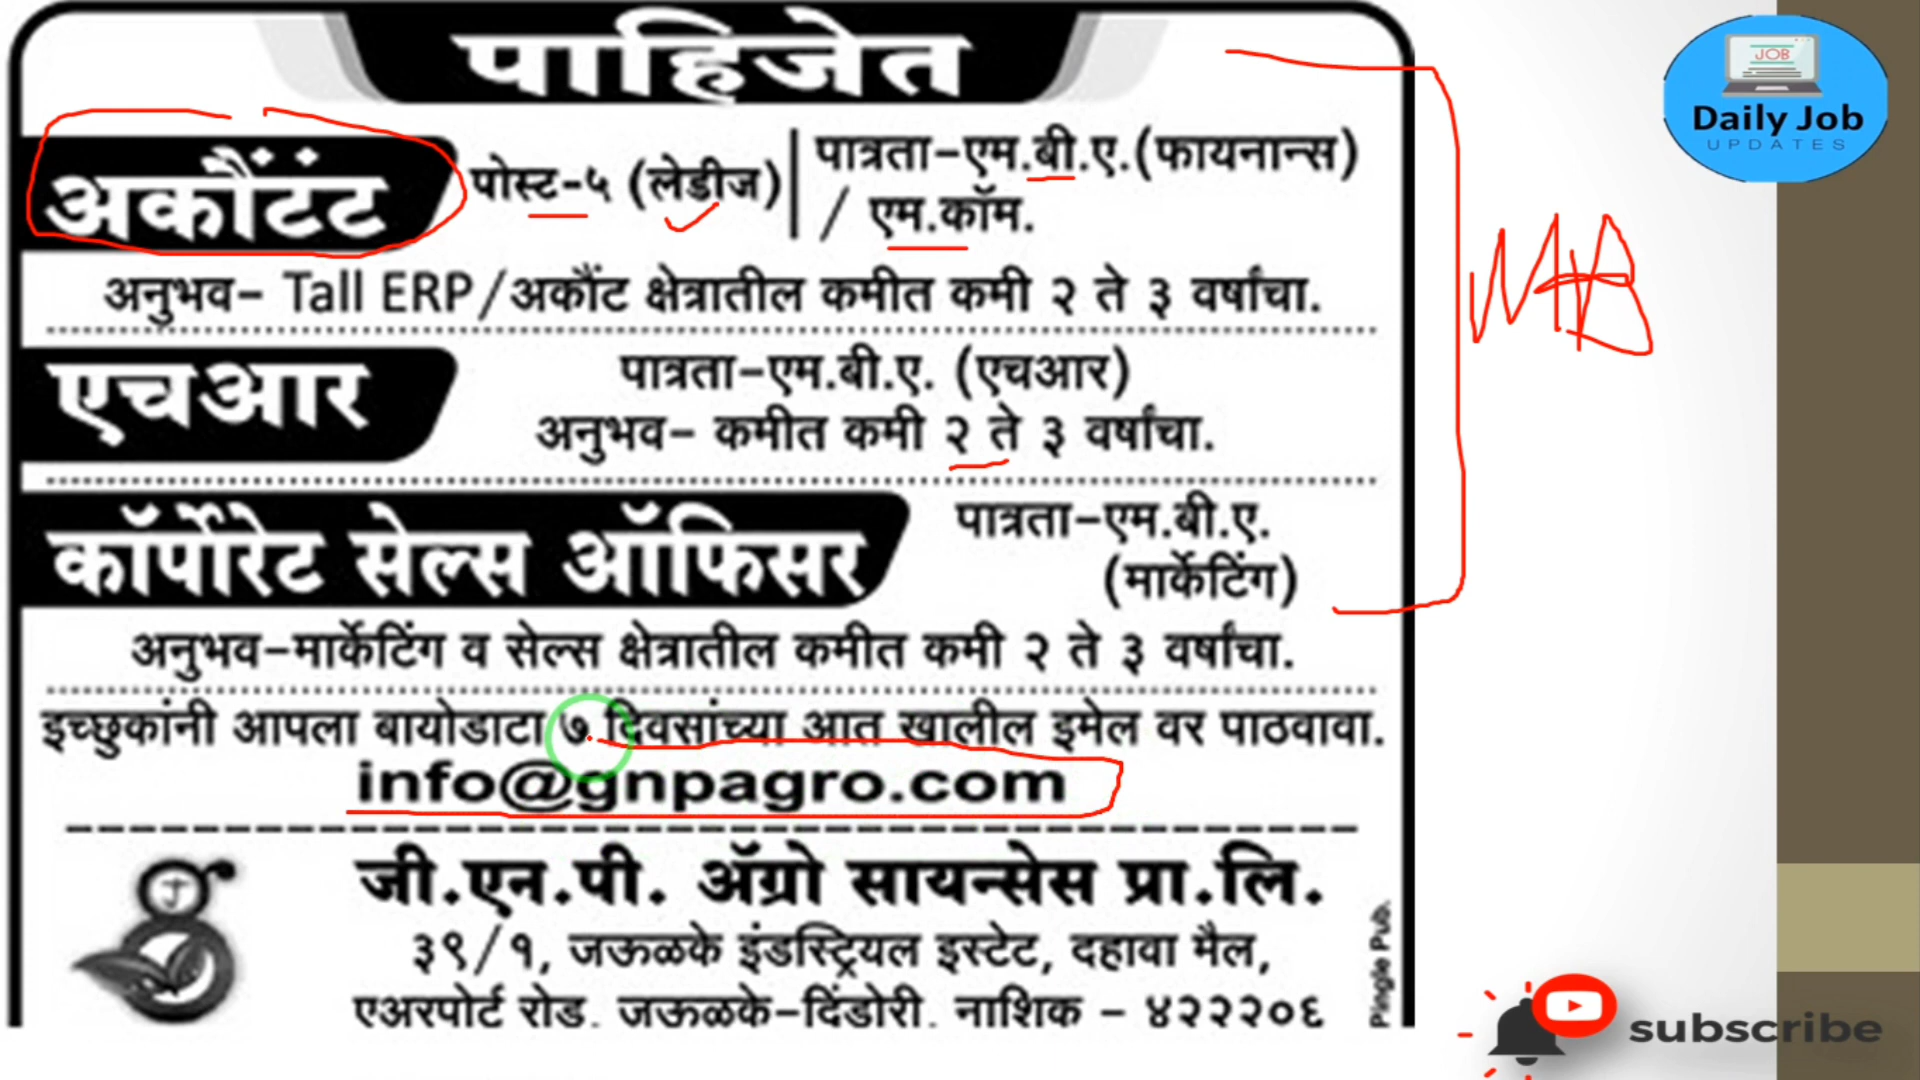 पाहिजेत
अकौंटंट
पोस्ट-५ (लेडीज)
पात्रता-एम.बी.ए.(फायनान्स)
/ एम.कॉम.
अनुभव- Tall ERP/अकौंट क्षेत्रातील कमीत कमी २ ते ३ वर्षांचा.
एचआर
पात्रता-एम.बी.ए. (एचआर)
अनुभव- कमीत कमी २ ते ३ वर्षांचा.
कॉर्पोरेट सेल्स ऑफिसर
पात्रता-एम.बी.ए.
(मार्केटिंग)
अनुभव-मार्केटिंग व सेल्स क्षेत्रातील कमीत कमी २ ते ३ वर्षांचा.
इच्छुकांनी आपला बायोडाटा ७ दिवसांच्या आत खालील इमेल वर पाठवावा.
info@gnpagro.com
जी.एन.पी. ॲग्रो सायन्सेस प्रा.लि.
३९/१, जऊळके इंडस्ट्रियल इस्टेट, दहावा मैल,
एअरपोर्ट रोड, जऊळके-दिंडोरी, नाशिक - ४२२२०६
Pingle Pub.
JOB
Daily Job
UPDATES
subscribe